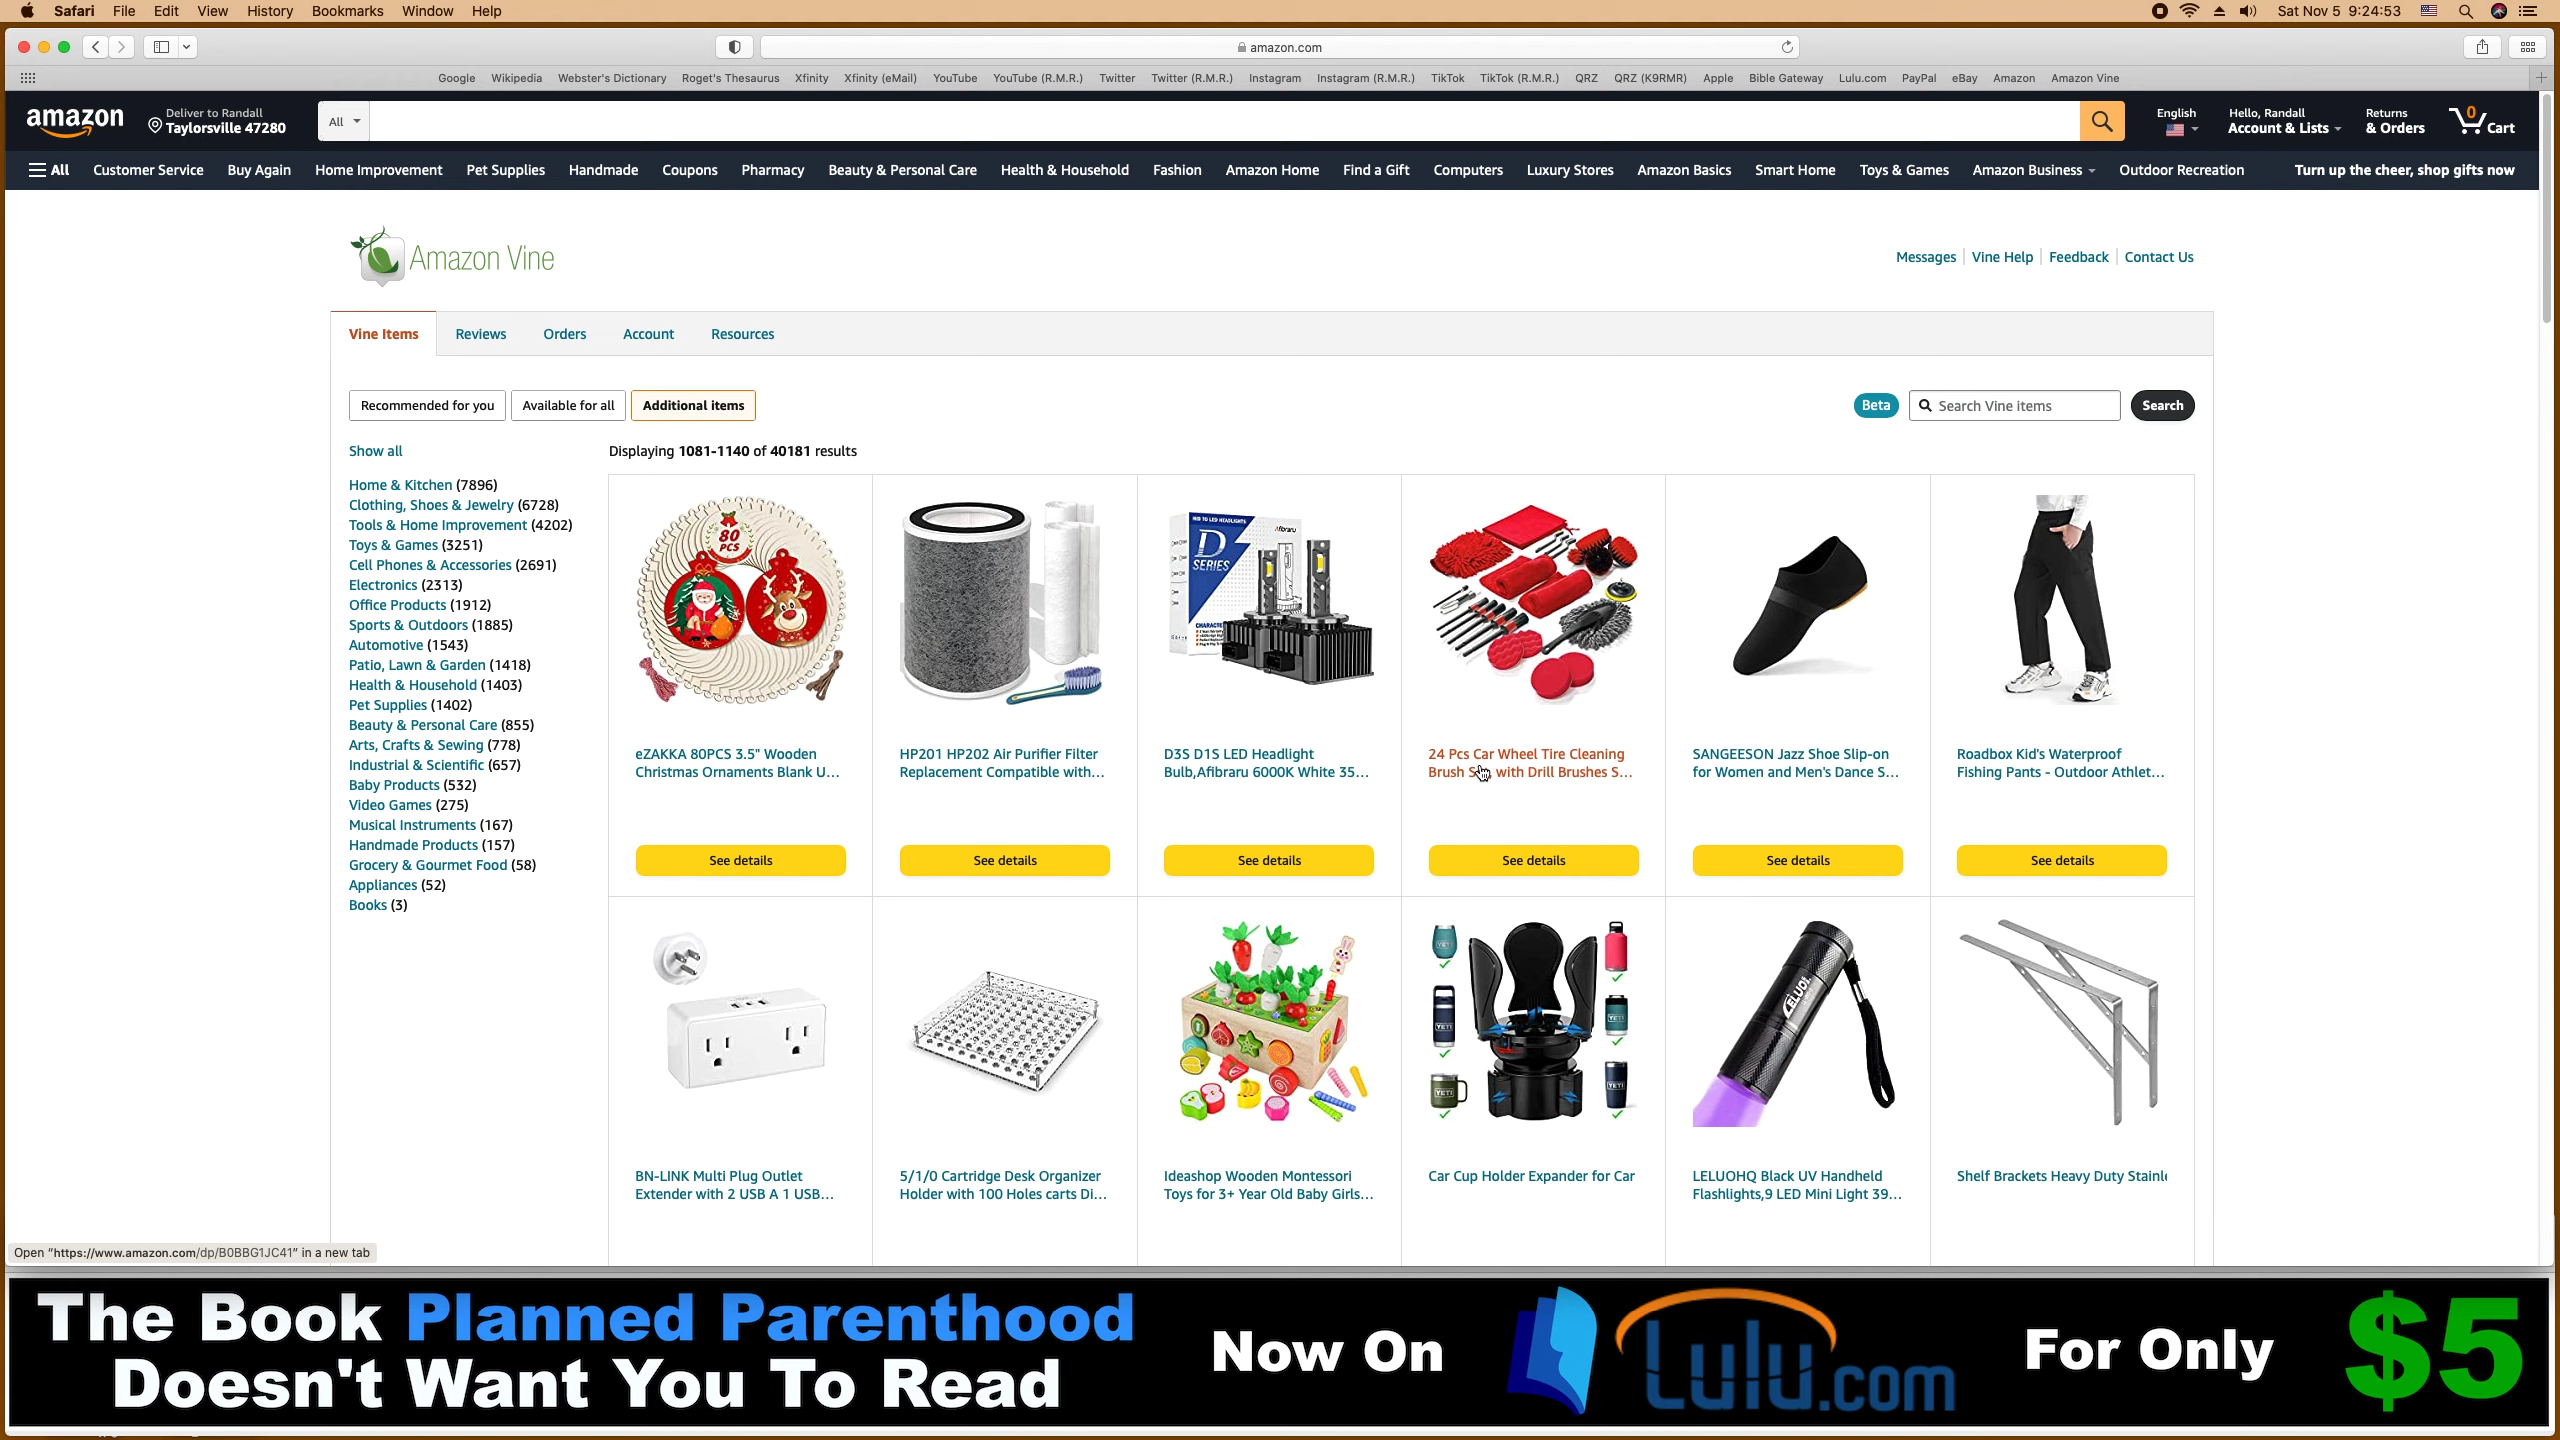 Safari File Edit View History Bookmarks Window Help
Sat Nov 5 9:24:53
amazon.com
Google Wikipedia Webster's Dictionary Roget's Thesaurus Xfinity Xfinity (eMail) YouTube YouTube (R.M.R.) Twitter Twitter (R.M.R.) Instagram Instagram (R.M.R.) TikTok TikTok (R.M.R.) QRZ QRZ (K9RMR) Apple Bible Gateway Lulu.com PayPal eBay Amazon Amazon Vine
amazon
Deliver to Randall
Taylorsville 47280
All
English
Hello, Randall
Account & Lists
Returns
& Orders
0
Cart
All Customer Service Buy Again Home Improvement Pet Supplies Handmade Coupons Pharmacy Beauty & Personal Care Health & Household Fashion Amazon Home Find a Gift Computers Luxury Stores Amazon Basics Smart Home Toys & Games Amazon Business Outdoor Recreation Turn up the cheer, shop gifts now
Amazon Vine
Messages Vine Help Feedback Contact Us
Vine Items Reviews Orders Account Resources
Recommended for you Available for all Additional items
Beta Search Vine items Search
Show all
Displaying 1081-1140 of 40181 results
Home & Kitchen (7896)
Clothing, Shoes & Jewelry (6728)
Tools & Home Improvement (4202)
Toys & Games (3251)
Cell Phones & Accessories (2691)
Electronics (2313)
Office Products (1912)
Sports & Outdoors (1885)
Automotive (1543)
Patio, Lawn & Garden (1418)
Health & Household (1403)
Pet Supplies (1402)
Beauty & Personal Care (855)
Arts, Crafts & Sewing (778)
Industrial & Scientific (657)
Baby Products (532)
Video Games (275)
Musical Instruments (167)
Handmade Products (157)
Grocery & Gourmet Food (58)
Appliances (52)
Books (3)
80
PCS
HID TO LED HEADLIGHTS
Afibraru
D
SERIES
eZAKKA 80PCS 3.5" Wooden
Christmas Ornaments Blank U...
HP201 HP202 Air Purifier Filter
Replacement Compatible with...
D3S D1S LED Headlight
Bulb,Afibraru 6000K White 35...
24 Pcs Car Wheel Tire Cleaning
Brush with Drill Brushes S...
SANGEESON Jazz Shoe Slip-on
for Women and Men's Dance S...
Roadbox Kid's Waterproof
Fishing Pants - Outdoor Athlet...
See details See details See details See details See details See details
YETI
YETI
YETI
YETI
YETI
YETI
BN-LINK Multi Plug Outlet
Extender with 2 USB A 1 USB...
5/1/0 Cartridge Desk Organizer
Holder with 100 Holes carts Di...
Ideashop Wooden Montessori
Toys for 3+ Year Old Baby Girls...
Car Cup Holder Expander for Car
LELUOHQ Black UV Handheld
Flashlights,9 LED Mini Light 39...
Shelf Brackets Heavy Duty Stainl
Open "https://www.amazon.com/dp/B0BBG1JC41" in a new tab
The Book Planned Parenthood
Doesn't Want You To Read
Now On
Lulu.com
For Only
$5